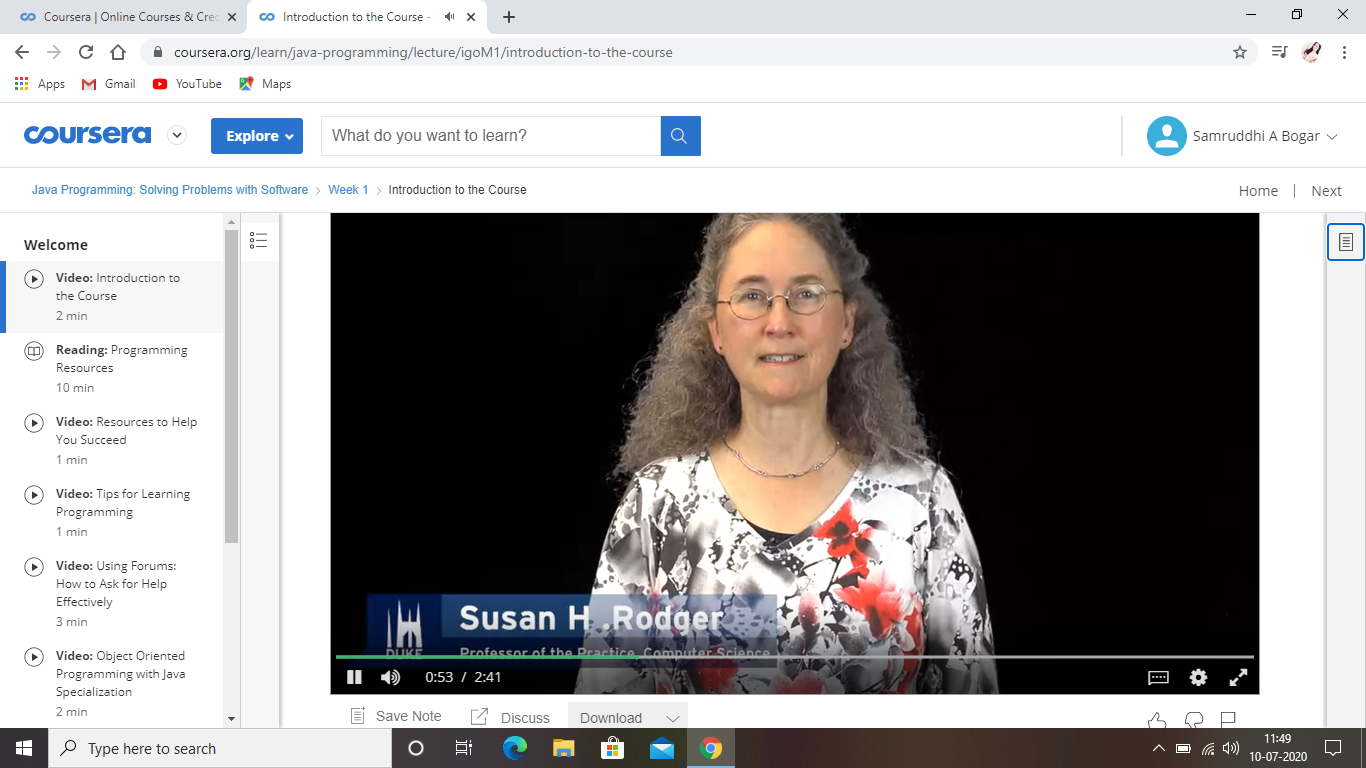 Coursera | Online Courses & Cred
Introduction to the Course -
coursera.org/learn/java-programming/lecture/igoM1/introduction-to-the-course
Apps
Gmail
YouTube
Maps
coursera
Explore
What do you want to learn?
Samruddhi A Bogar
Java Programming: Solving Problems with Software
Week 1
Introduction to the Course
Home | Next
Welcome
Video: Introduction to
the Course
2 min
Reading: Programming
Resources
10 min
Video: Resources to Help
You Succeed
1 min
Video: Tips for Learning
Programming
1 min
Video: Using Forums:
How to Ask for Help
Effectively
3 min
Video: Object Oriented
Programming with Java
Specialization
2 min
Susan H .Rodger
DUKE
Professor of the Practice, Computer Science
0:53 / 2:41
Save Note
Discuss
Download
Type here to search
11:49
10-07-2020